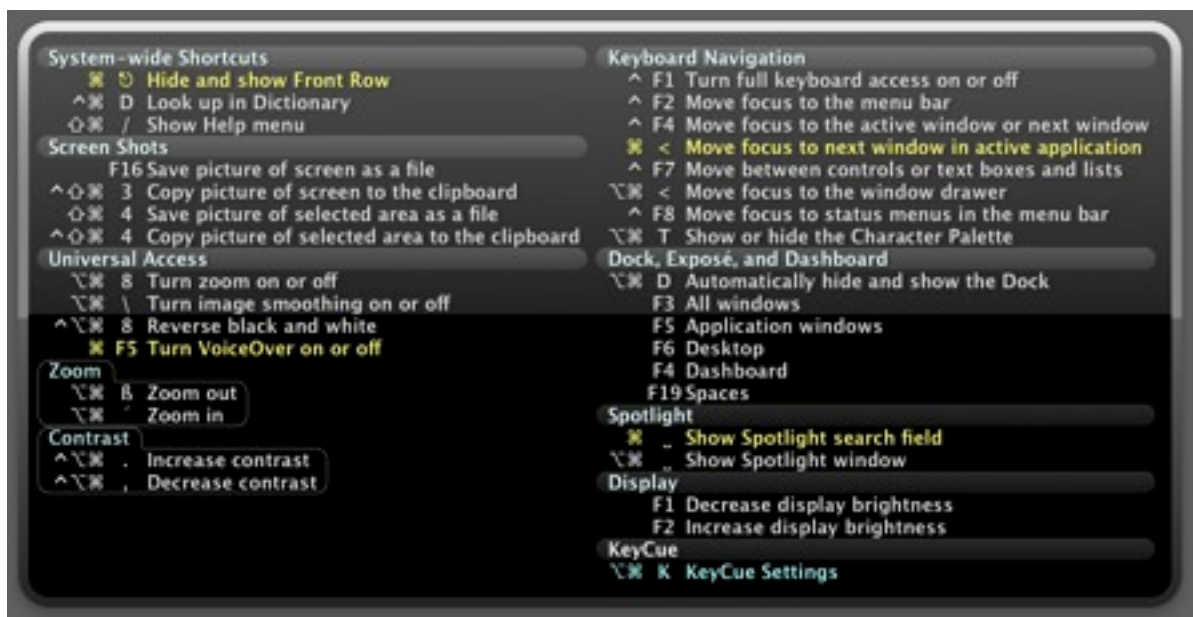 System-wide Shortcuts
⌘ ⎋ Hide and show Front Row
^⌘ D Look up in Dictionary
⇧⌘ / Show Help menu
Screen Shots
F16 Save picture of screen as a file
^⇧⌘ 3 Copy picture of screen to the clipboard
⇧⌘ 4 Save picture of selected area as a file
^⇧⌘ 4 Copy picture of selected area to the clipboard
Universal Access
⌥⌘ 8 Turn zoom on or off
⌥⌘ \ Turn image smoothing on or off
^⌥⌘ 8 Reverse black and white
⌘ F5 Turn VoiceOver on or off
Zoom
⌥⌘ ß Zoom out
⌥⌘ ´ Zoom in
Contrast
^⌥⌘ . Increase contrast
^⌥⌘ , Decrease contrast
Keyboard Navigation
^ F1 Turn full keyboard access on or off
^ F2 Move focus to the menu bar
^ F4 Move focus to the active window or next window
⌘ < Move focus to next window in active application
^ F7 Move between controls or text boxes and lists
⌥⌘ < Move focus to the window drawer
^ F8 Move focus to status menus in the menu bar
⌥⌘ T Show or hide the Character Palette
Dock, Exposé, and Dashboard
⌥⌘ D Automatically hide and show the Dock
F3 All windows
F5 Application windows
F6 Desktop
F4 Dashboard
F19 Spaces
Spotlight
⌘ ⎵ Show Spotlight search field
⌥⌘ ⎵ Show Spotlight window
Display
F1 Decrease display brightness
F2 Increase display brightness
KeyCue
⌥⌘ K KeyCue Settings